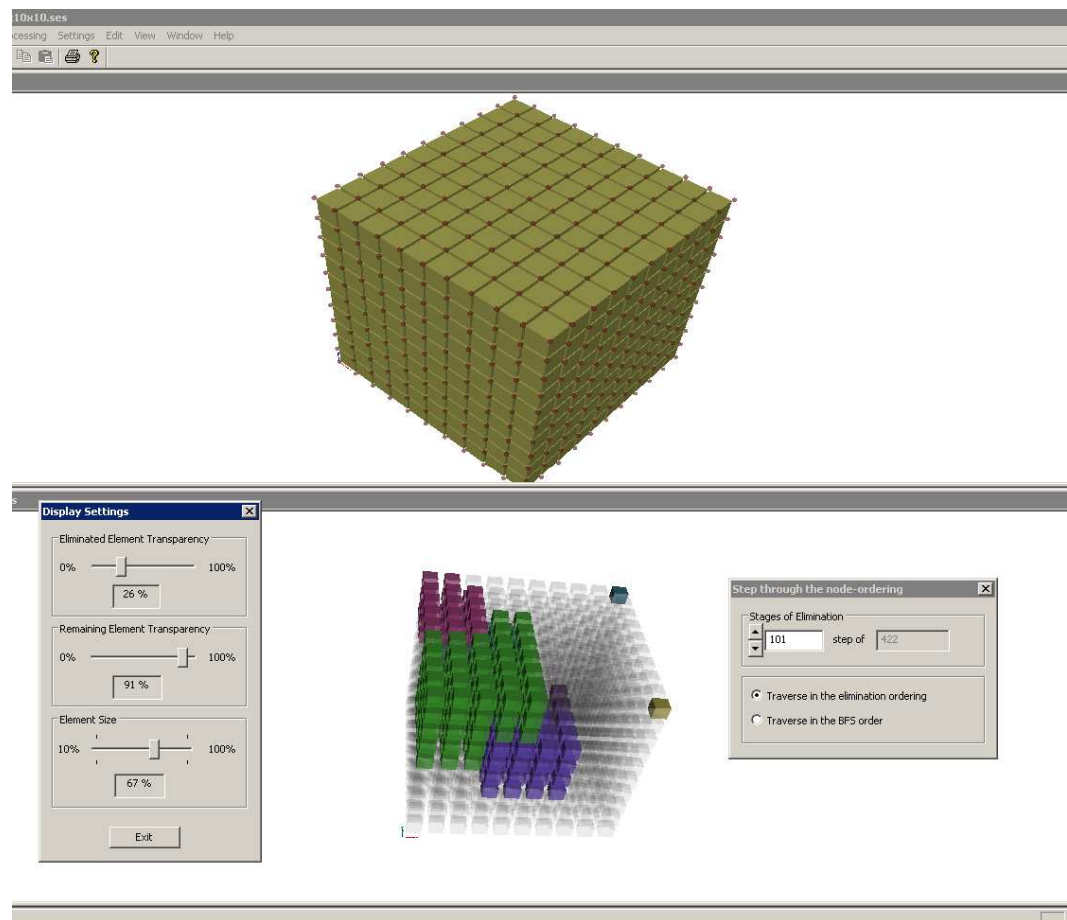 10x10.ses
cessing Settings Edit View Window Help
s
Display Settings
Eliminated Element Transparency
0% 100%
26 %
Remaining Element Transparency
0% 100%
91 %
Element Size
10% 100%
67 %
Exit
Step through the node-ordering
Stages of Elimination
101 step of 422
Traverse in the elimination ordering
Traverse in the BFS order